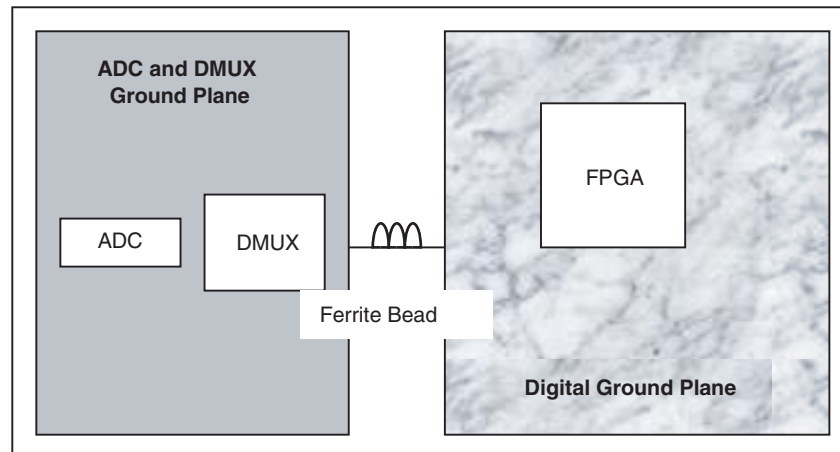 ADC and DMUX
Ground Plane
FPGA
ADC
DMUX
Ferrite Bead
Digital Ground Plane